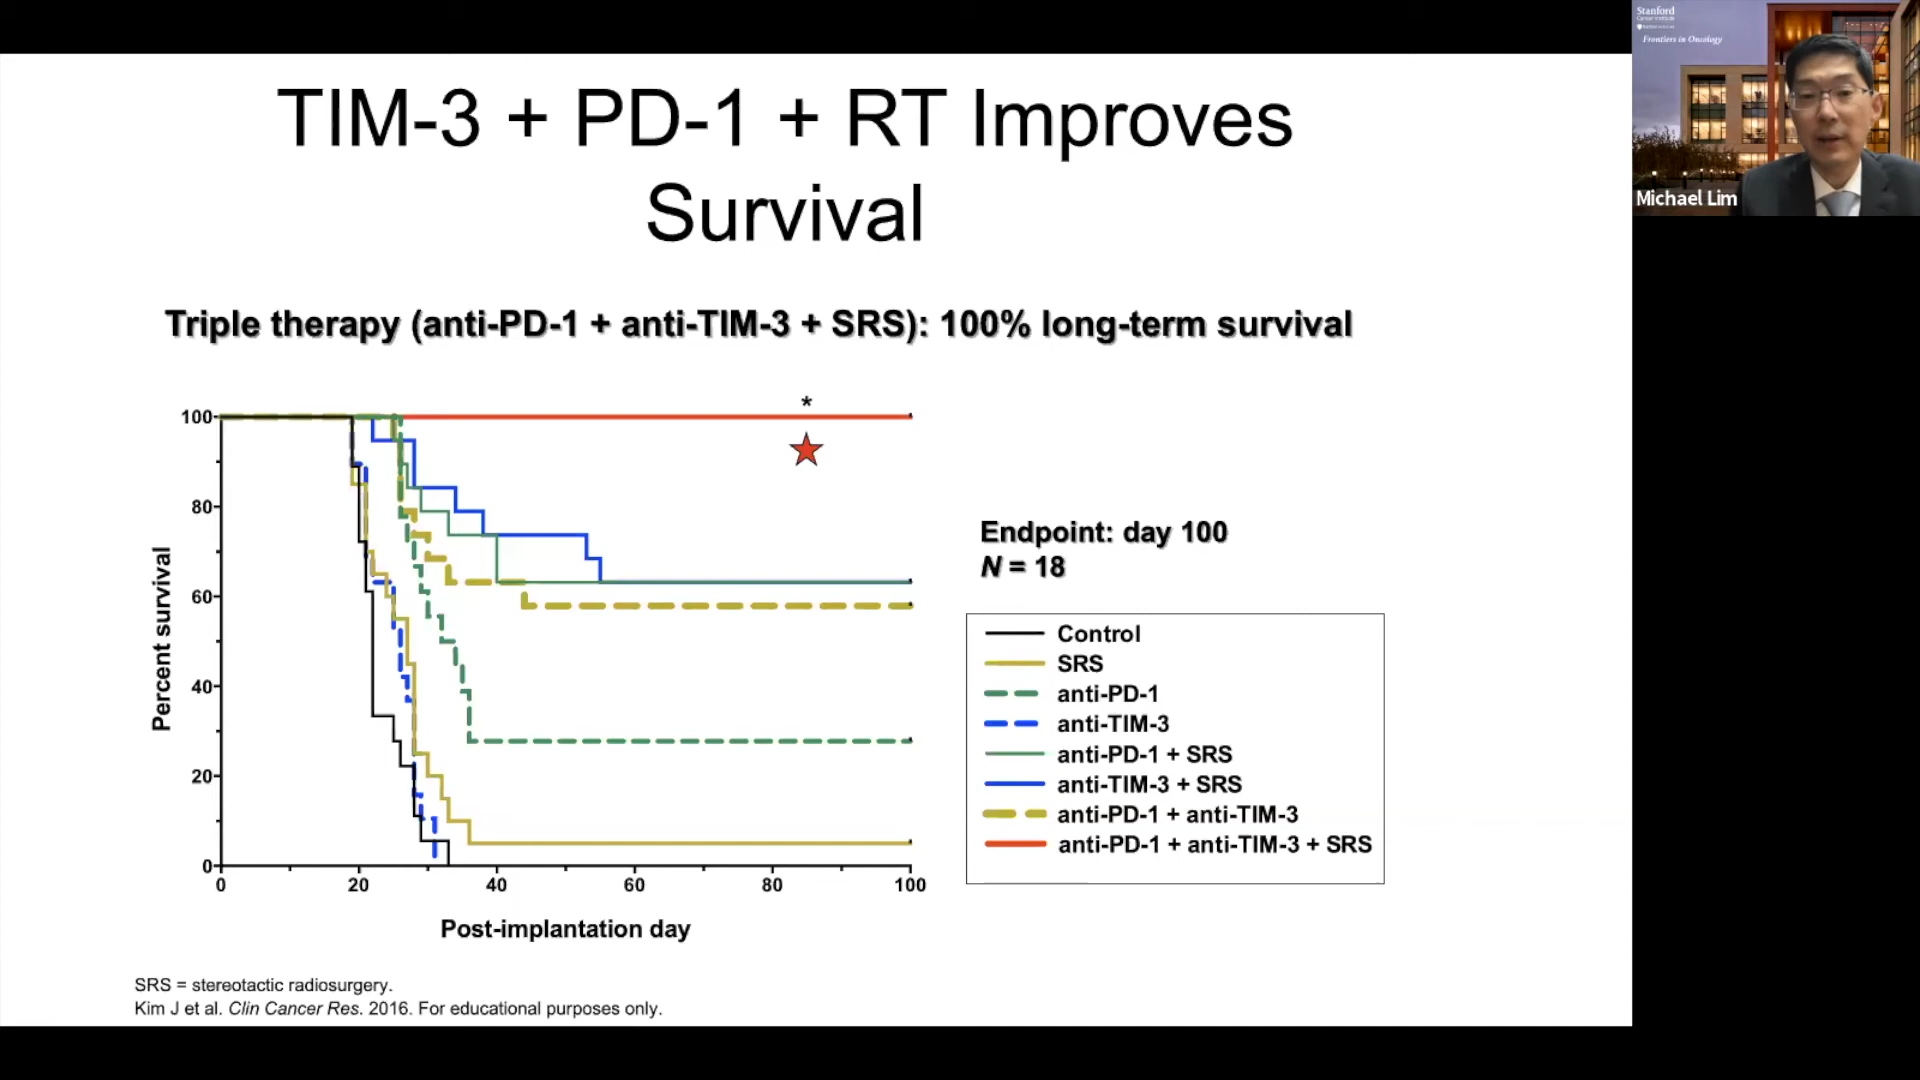 TIM-3 + PD-1 + RT Improves
Survival
Triple therapy (anti-PD-1 + anti-TIM-3 + SRS): 100% long-term survival
*
100
80
60
40
20
0
Percent survival
0 20 40 60 80 100
Post-implantation day
Endpoint: day 100
N = 18
Control
SRS
anti-PD-1
anti-TIM-3
anti-PD-1 + SRS
anti-TIM-3 + SRS
anti-PD-1 + anti-TIM-3
anti-PD-1 + anti-TIM-3 + SRS
SRS = stereotactic radiosurgery.
Kim J et al. Clin Cancer Res. 2016. For educational purposes only.
Stanford
Cancer Institute
Frontiers in Oncology
Michael Lim